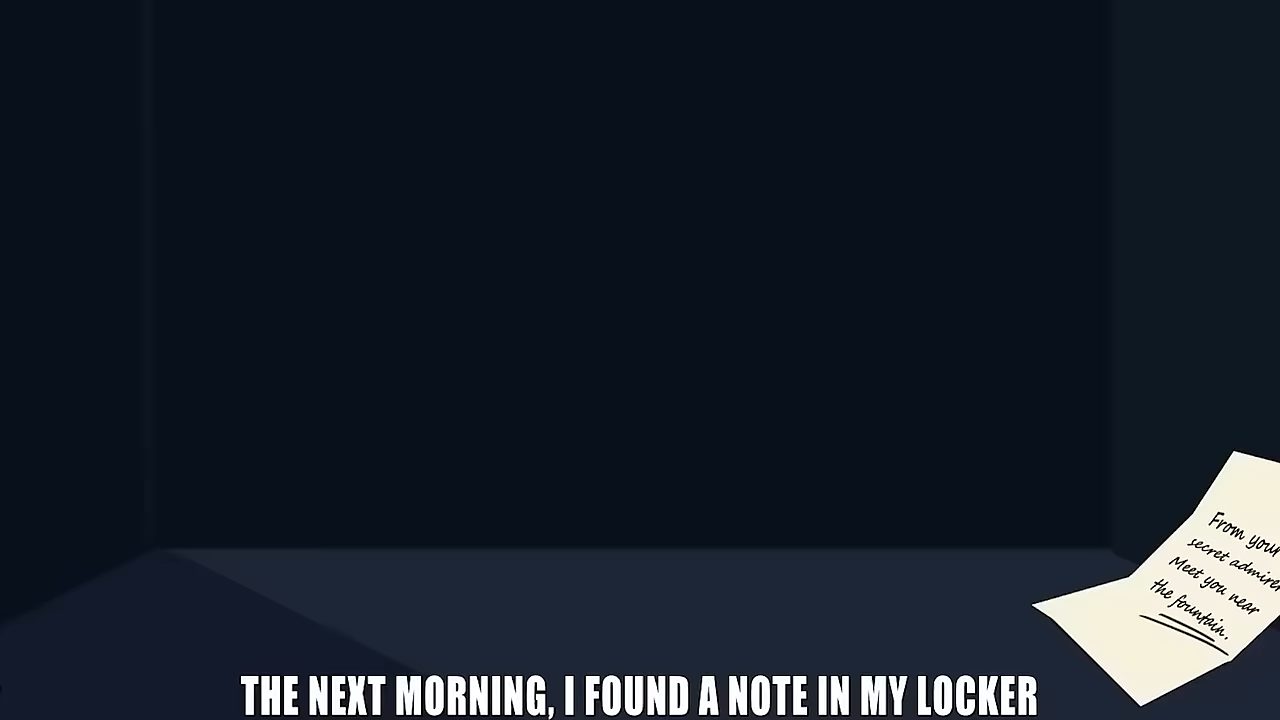 From your
secret admirer
Meet you near
the fountain.
THE NEXT MORNING, I FOUND A NOTE IN MY LOCKER